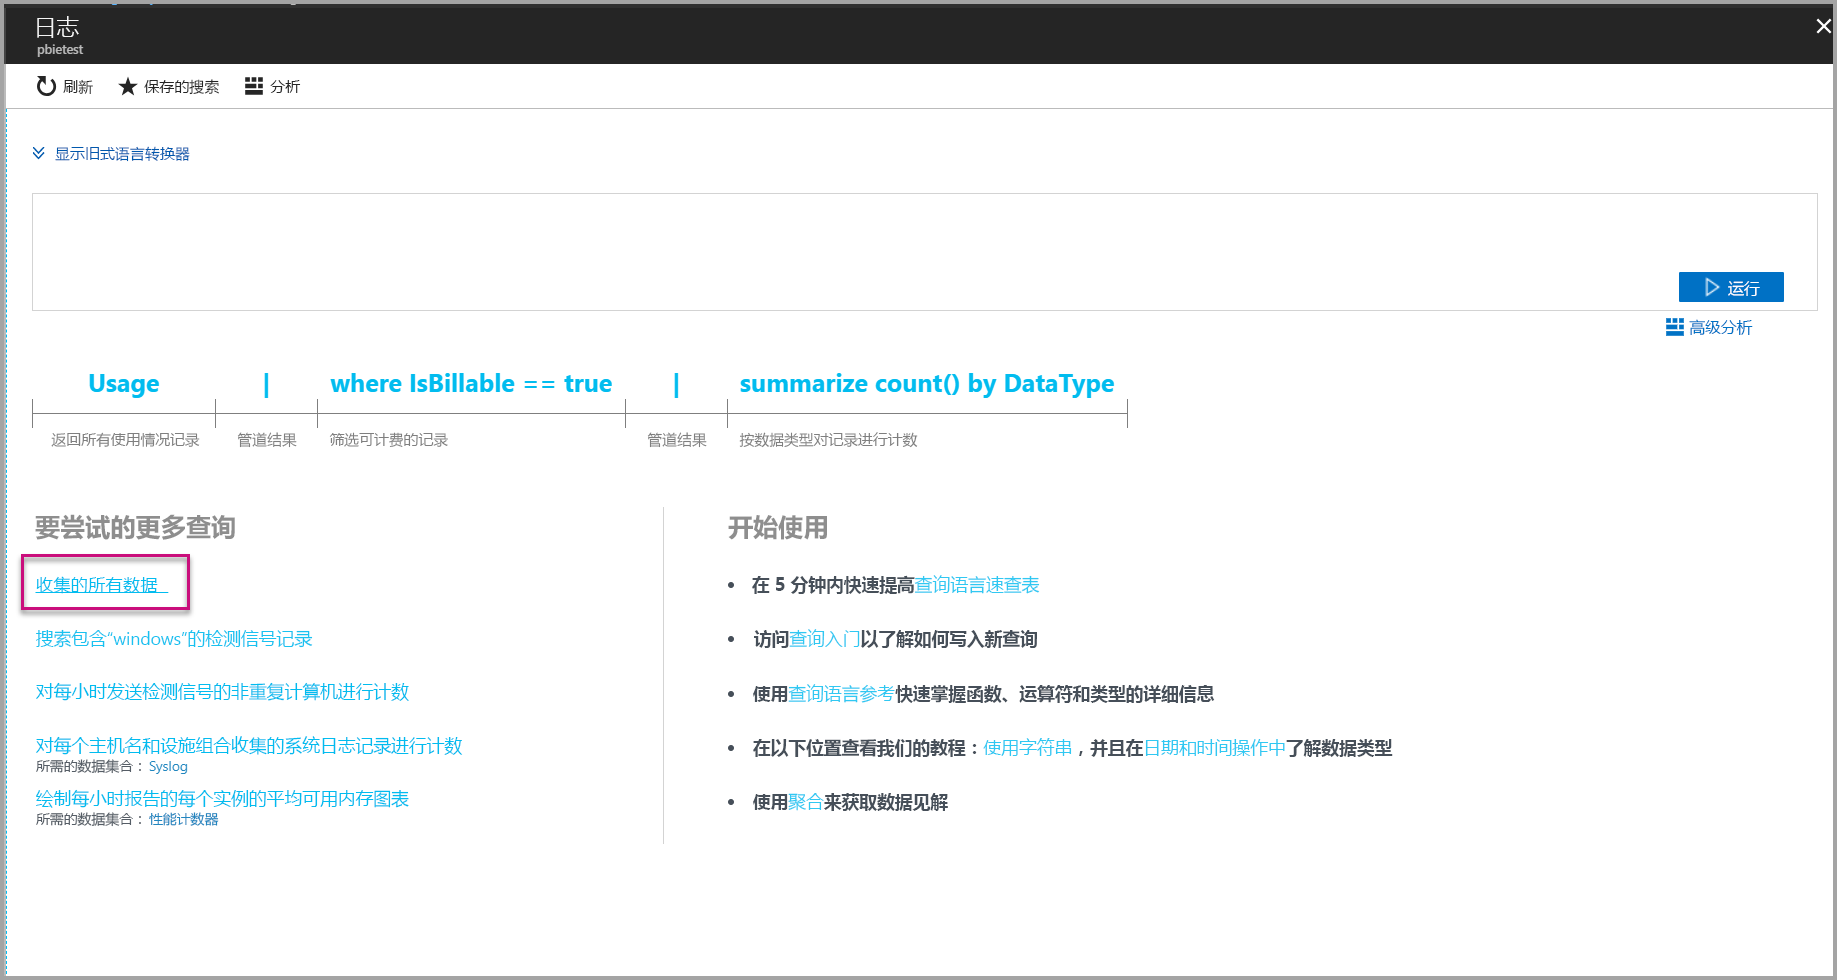 日志
pbietest
刷新 保存的搜索 分析
显示旧式语言转换器
运行
高级分析
Usage | where IsBillable == true | summarize count() by DataType
返回所有使用情况记录 管道结果 筛选可计费的记录 管道结果 按数据类型对记录进行计数
要尝试的更多查询
收集的所有数据
搜索包含“windows”的检测信号记录
对每小时发送检测信号的非重复计算机进行计数
对每个主机名和设施组合收集的系统日志记录进行计数
所需的数据集合： Syslog
绘制每小时报告的每个实例的平均可用内存图表
所需的数据集合： 性能计数器
开始使用
• 在 5 分钟内快速提高查询语言速查表
• 访问查询入门以了解如何写入新查询
• 使用查询语言参考快速掌握函数、运算符和类型的详细信息
• 在以下位置查看我们的教程：使用字符串，并且在日期和时间操作中了解数据类型
• 使用聚合来获取数据见解